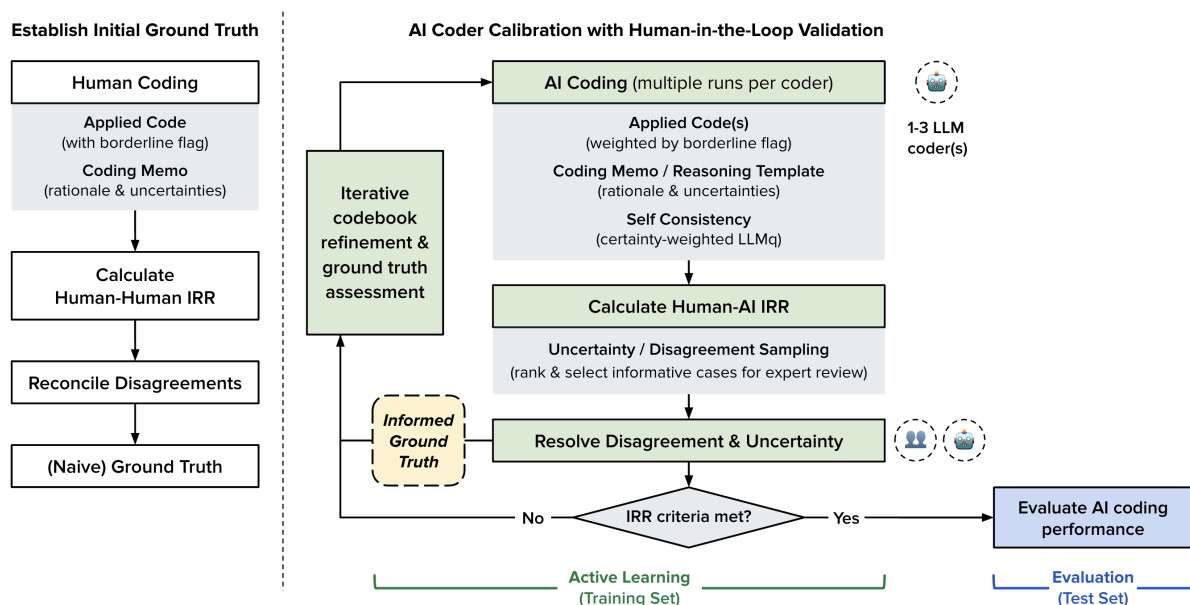 Establish Initial Ground Truth
Human Coding
Applied Code
(with borderline flag)
Coding Memo
(rationale & uncertainties)
Calculate
Human-Human IRR
Reconcile Disagreements
(Naive) Ground Truth
AI Coder Calibration with Human-in-the-Loop Validation
AI Coding (multiple runs per coder)
Applied Code(s)
(weighted by borderline flag)
Coding Memo / Reasoning Template
(rationale & uncertainties)
Self Consistency
(certainty-weighted LLMq)
1-3 LLM
coder(s)
Iterative
codebook
refinement &
ground truth
assessment
Calculate Human-AI IRR
Uncertainty / Disagreement Sampling
(rank & select informative cases for expert review)
Informed
Ground
Truth
Resolve Disagreement & Uncertainty
No
IRR criteria met?
Yes
Evaluate AI coding
performance
Active Learning
(Training Set)
Evaluation
(Test Set)